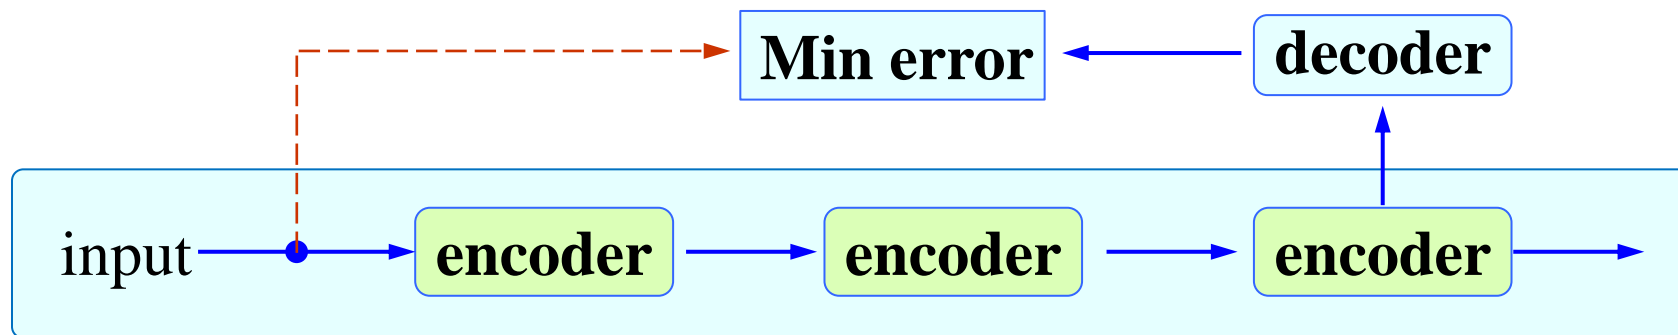 Min error
decoder
input
encoder
encoder
encoder